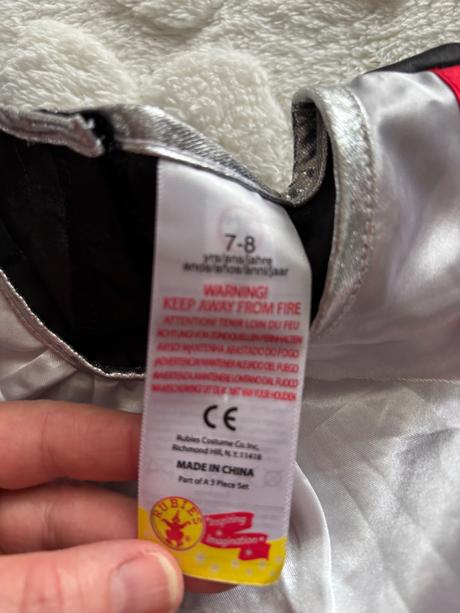 7-8
yrs/ans/jahre
anos/años/anni/jaar
WARNING!
KEEP AWAY FROM FIRE
ATTENTION! TENIR LOIN DU FEU
ACHTUNG! VON ZÜNDQUELLEN FERNHALTEN
AVISO! MANTENHA AFASTADO DO FOGO
¡ADVERTENCIA! MANTENER ALEJADO DEL FUEGO
AVVERTENZA! MANTENERE LONTANO DAL FUOCO
WAARSCHUWING! UIT DE BUURT VAN VUUR HOUDEN
CE
Rubies Costume Co. Inc,
Richmond Hill, N.Y. 11418
MADE IN CHINA
Part of A 3 Piece Set
RUBIE'S
"Inspiring
Imagination"